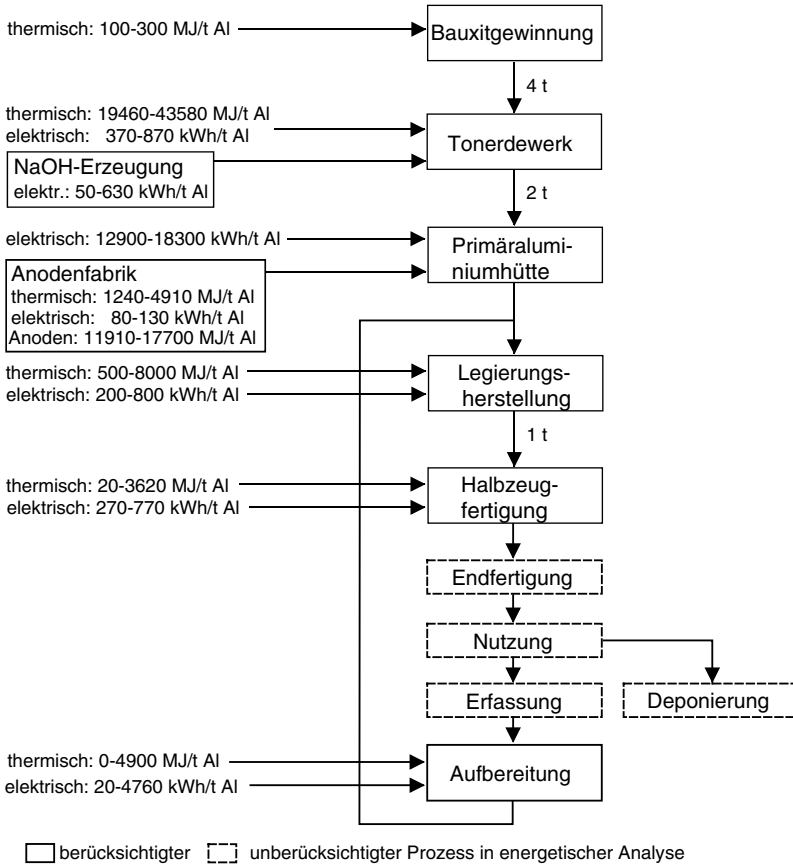 thermisch: 100-300 MJ/t Al
Bauxitgewinnung
4 t
thermisch: 19460-43580 MJ/t Al
elektrisch: 370-870 kWh/t Al
Tonerdewerk
NaOH-Erzeugung
elektr.: 50-630 kWh/t Al
2 t
elektrisch: 12900-18300 kWh/t Al
Primäralumi-
niumhütte
Anodenfabrik
thermisch: 1240-4910 MJ/t Al
elektrisch: 80-130 kWh/t Al
Anoden: 11910-17700 MJ/t Al
thermisch: 500-8000 MJ/t Al
elektrisch: 200-800 kWh/t Al
Legierungs-
herstellung
1 t
thermisch: 20-3620 MJ/t Al
elektrisch: 270-770 kWh/t Al
Halbzeug-
fertigung
Endfertigung
Nutzung
Erfassung
Deponierung
thermisch: 0-4900 MJ/t Al
elektrisch: 20-4760 kWh/t Al
Aufbereitung
berücksichtigter unberücksichtigter Prozess in energetischer Analyse